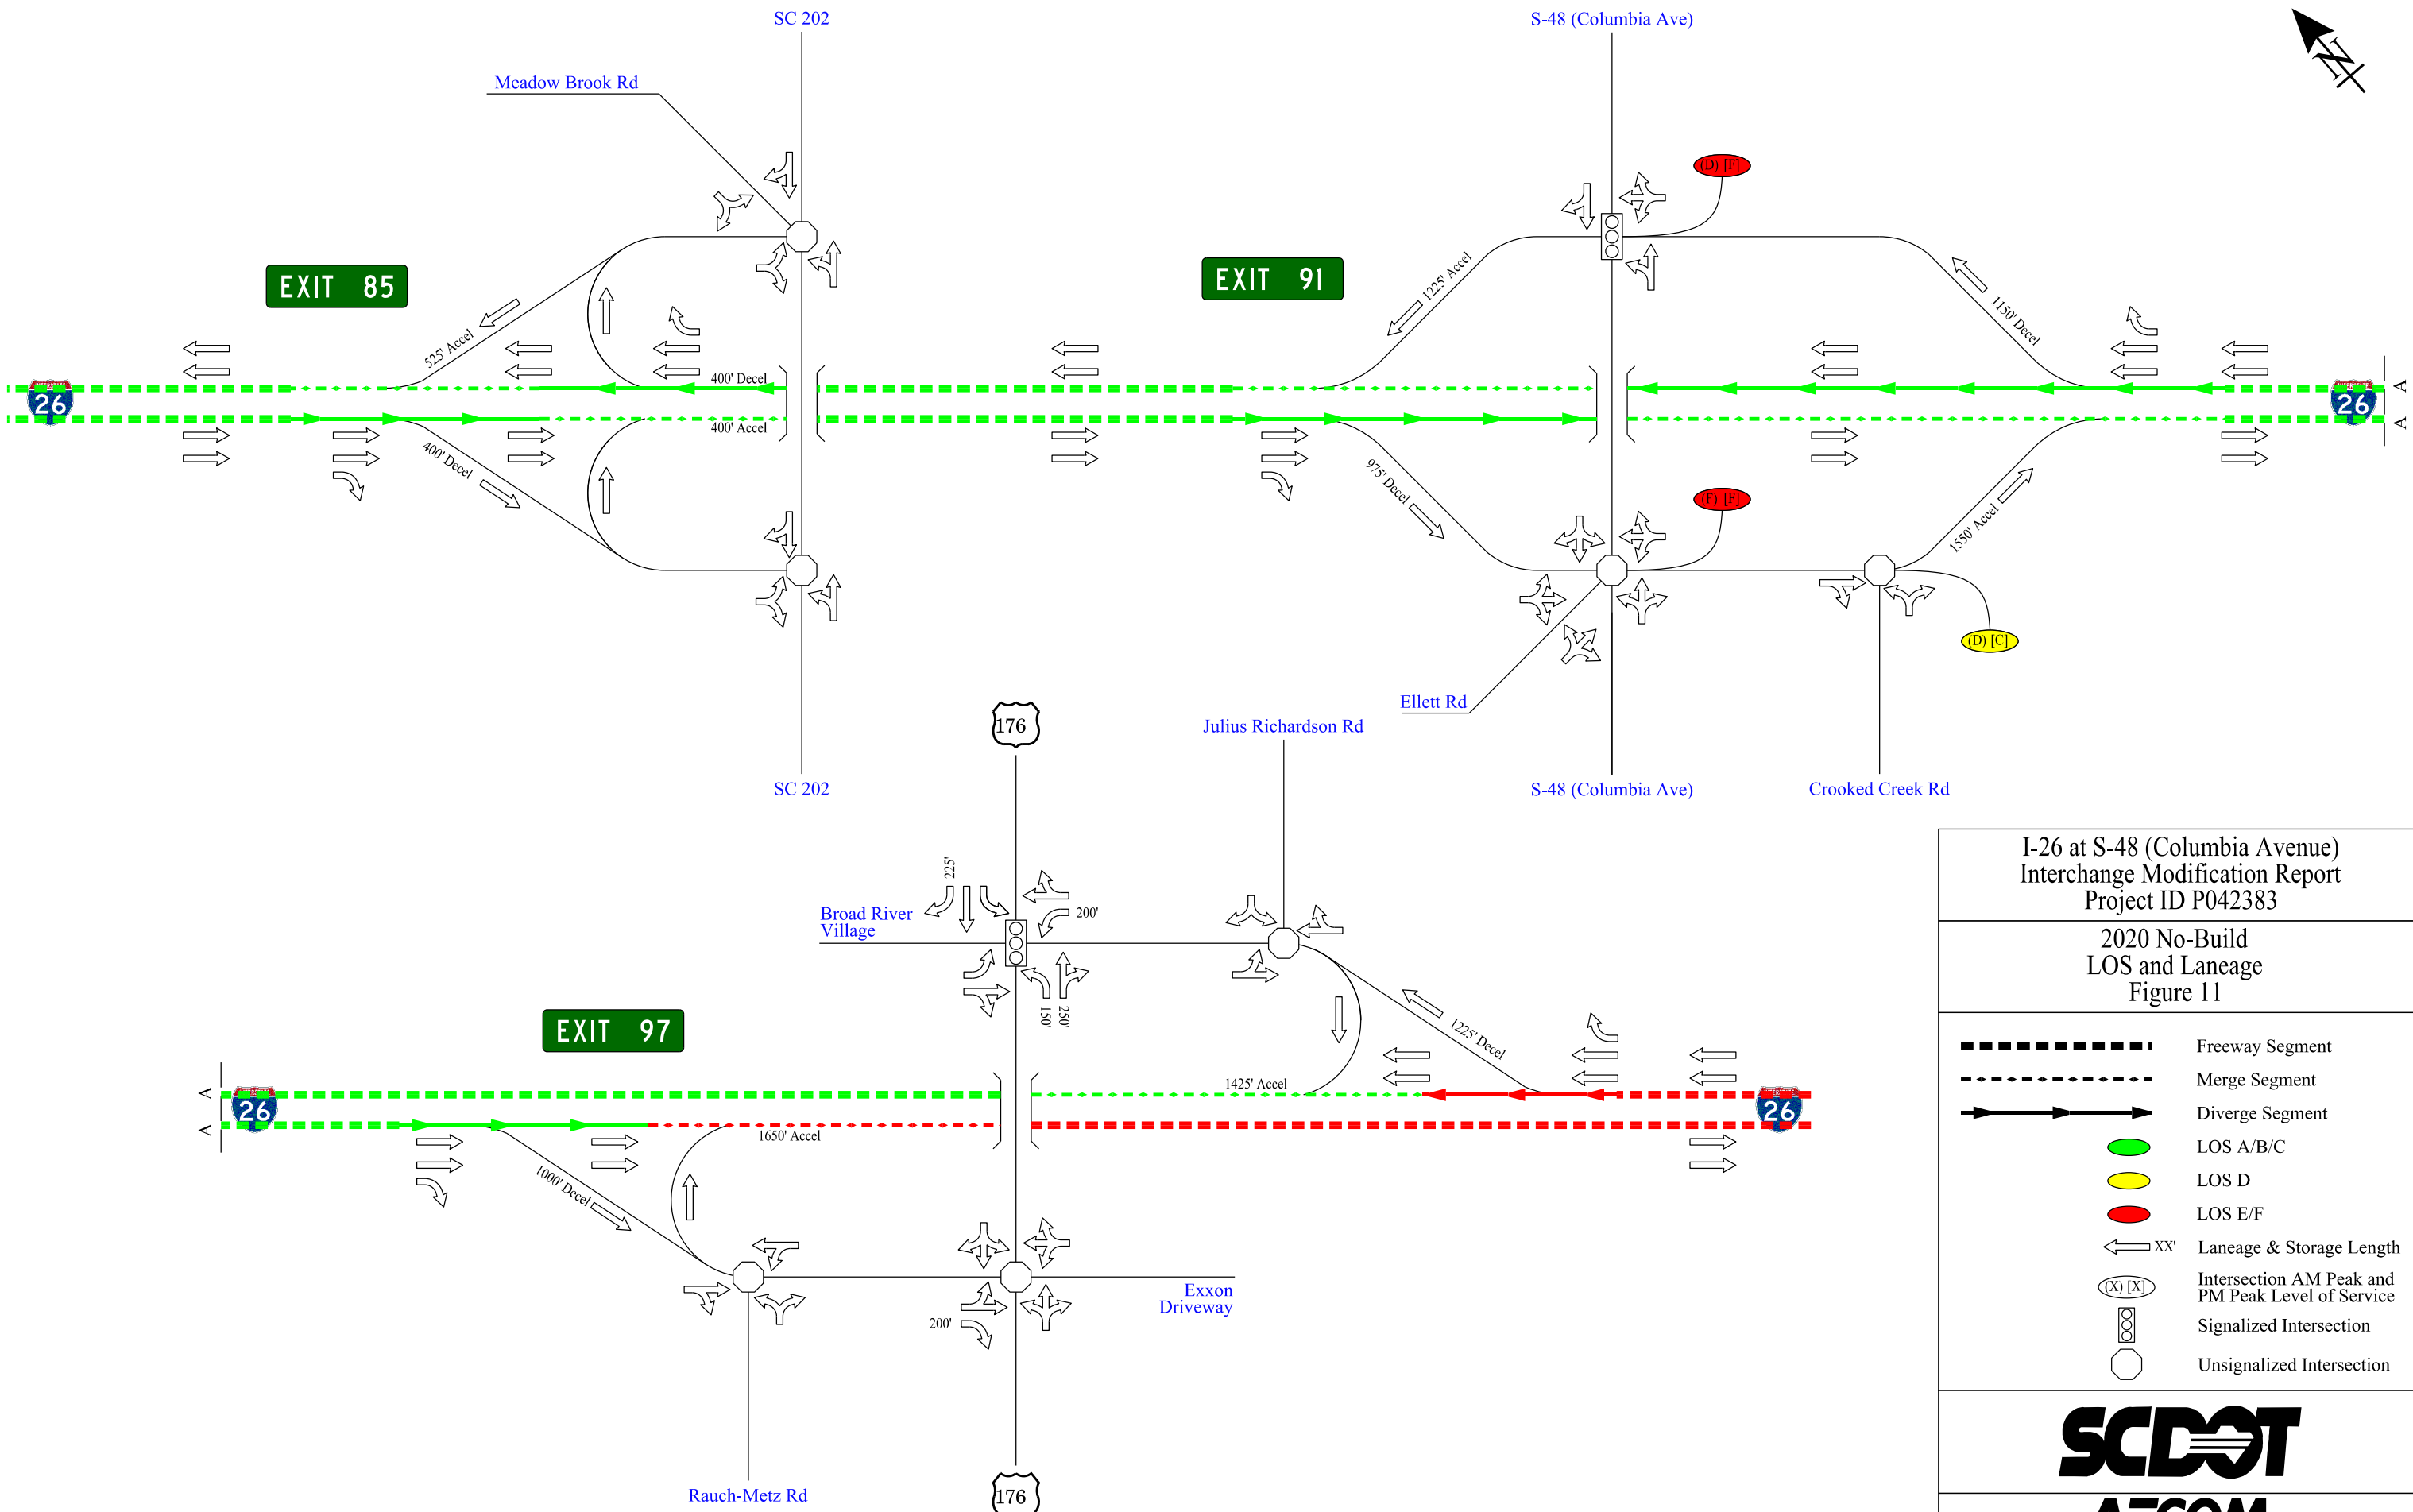 SC 202
S-48 (Columbia Ave)
N
Meadow Brook Rd
(D) [F]
EXIT 85
EXIT 91
525' Accel
1225' Accel
1150' Decel
400' Decel
26
26
A
A
400' Accel
400' Decel
975' Decel
(F) [F]
1550' Accel
(D) [C]
Ellett Rd
176
Julius Richardson Rd
SC 202
S-48 (Columbia Ave)
Crooked Creek Rd
225'
200'
Broad River
Village
150'
250'
EXIT 97
1225' Decel
1425' Accel
A
A
26
26
1650' Accel
1000' Decel
Exxon
Driveway
200'
Rauch-Metz Rd
176
I-26 at S-48 (Columbia Avenue)
Interchange Modification Report
Project ID P042383
2020 No-Build
LOS and Laneage
Figure 11
Freeway Segment
Merge Segment
Diverge Segment
LOS A/B/C
LOS D
LOS E/F
XX' Laneage & Storage Length
(X) [X] Intersection AM Peak and
PM Peak Level of Service
Signalized Intersection
Unsignalized Intersection
SCDOT
AECOM